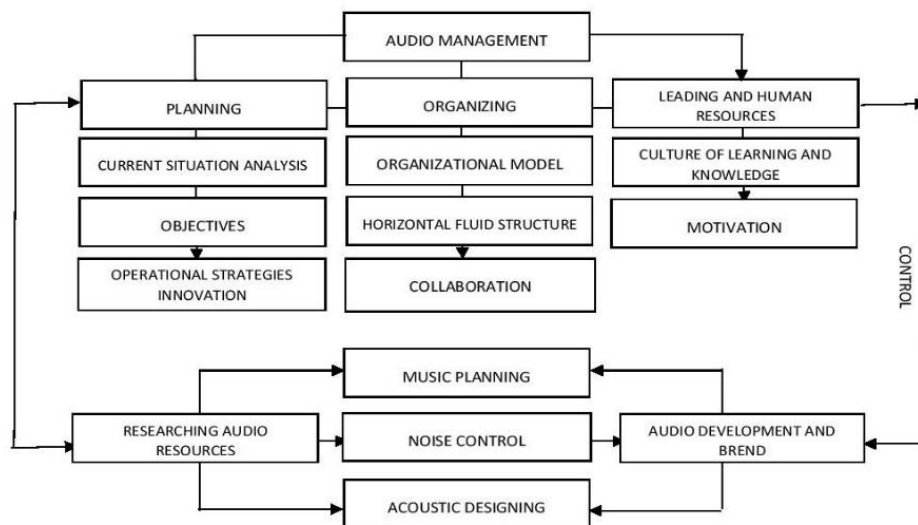 AUDIO MANAGEMENT
PLANNING
ORGANIZING
LEADING AND HUMAN
RESOURCES
CURRENT SITUATION ANALYSIS
ORGANIZATIONAL MODEL
CULTURE OF LEARNING AND
KNOWLEDGE
OBJECTIVES
HORIZONTAL FLUID STRUCTURE
MOTIVATION
OPERATIONAL STRATEGIES
INNOVATION
COLLABORATION
CONTROL
MUSIC PLANNING
RESEARCHING AUDIO
RESOURCES
NOISE CONTROL
AUDIO DEVELOPMENT AND
BREND
ACOUSTIC DESIGNING